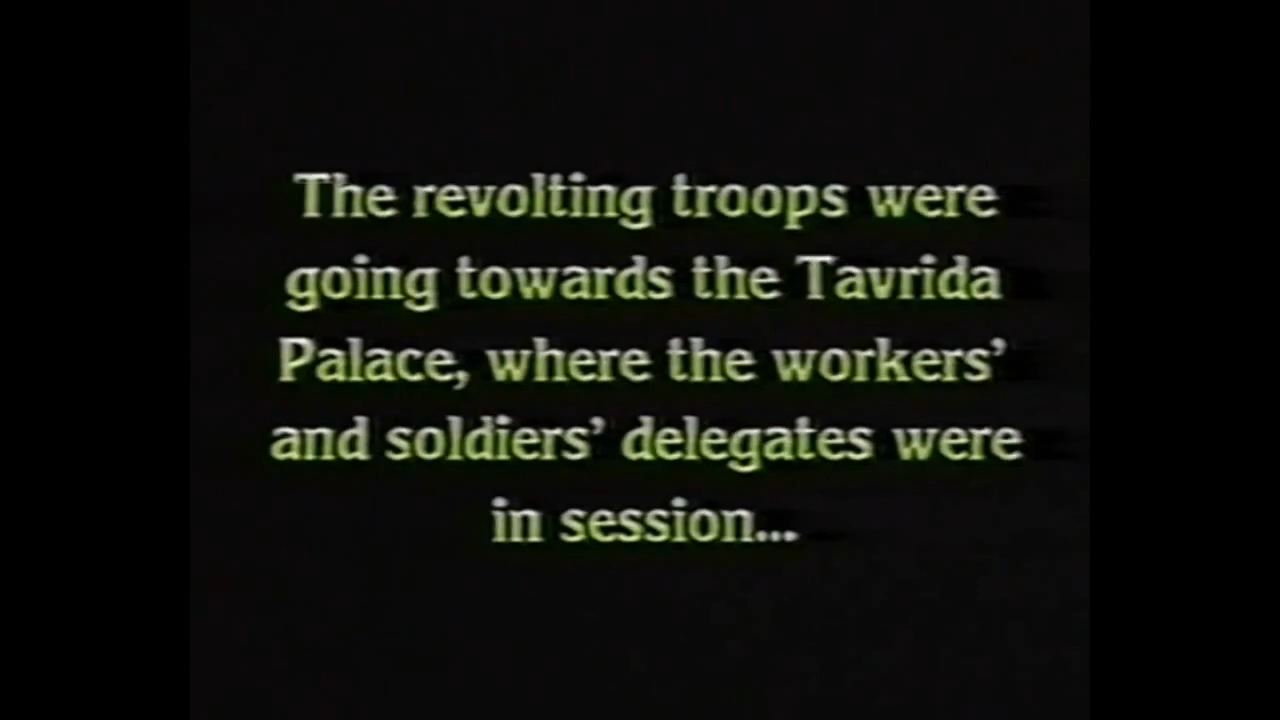 The revolting troops were
going towards the Tavrida
Palace, where the workers’
and soldiers’ delegates were
in session...